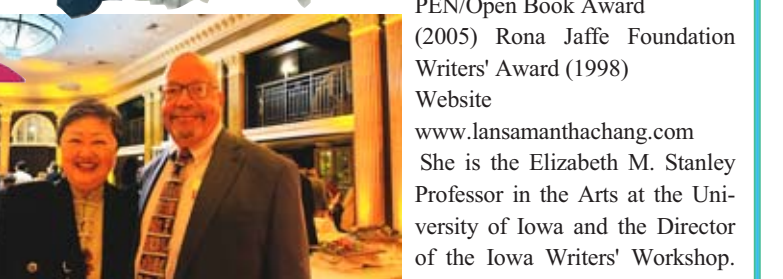 PEN/Open Book Award
(2005) Rona Jaffe Foundation
Writers' Award (1998)
Website
www.lansamanthachang.com
She is the Elizabeth M. Stanley
Professor in the Arts at the Uni-
versity of Iowa and the Director
of the Iowa Writers' Workshop.